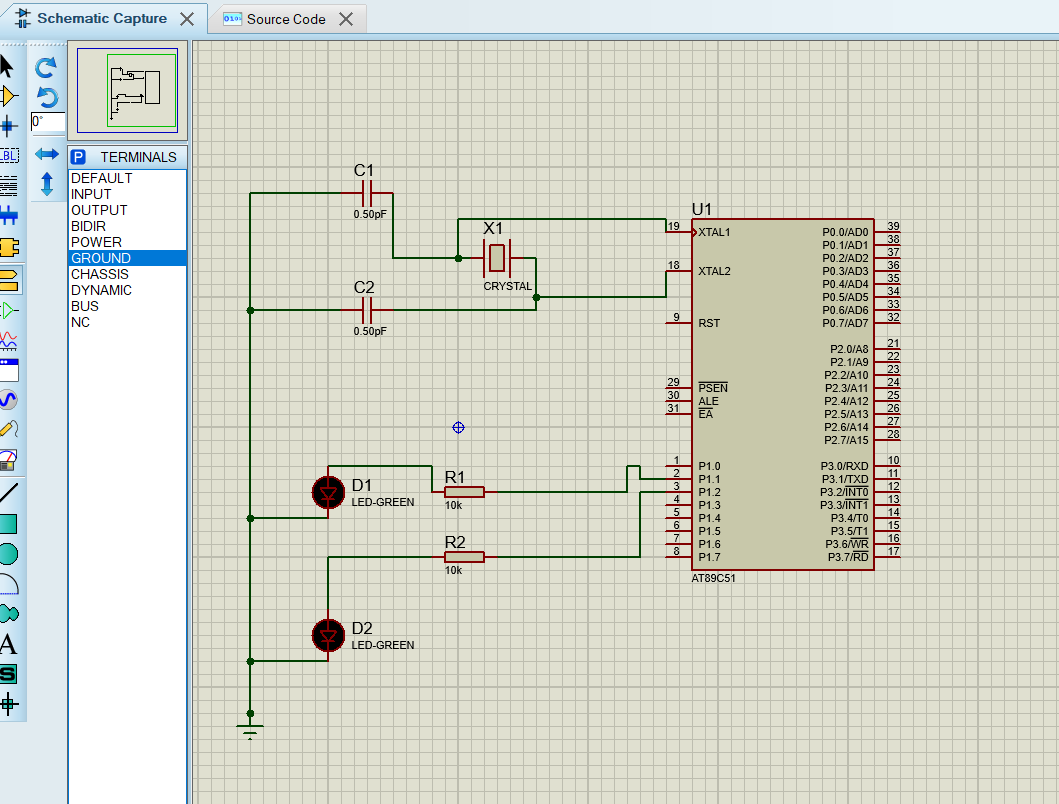 Schematic Capture
Source Code
0°
LBL
P TERMINALS
DEFAULT
INPUT
OUTPUT
BIDIR
POWER
GROUND
CHASSIS
DYNAMIC
BUS
NC
A
S
C1
0.50pF
X1
CRYSTAL
C2
0.50pF
D1
LED-GREEN
R1
10k
R2
10k
D2
LED-GREEN
U1
19 XTAL1
18 XTAL2
9 RST
29 PSEN
30 ALE
31 EA
1 P1.0
2 P1.1
3 P1.2
4 P1.3
5 P1.4
6 P1.5
7 P1.6
8 P1.7
P0.0/AD0 39
P0.1/AD1 38
P0.2/AD2 37
P0.3/AD3 36
P0.4/AD4 35
P0.5/AD5 34
P0.6/AD6 33
P0.7/AD7 32
P2.0/A8 21
P2.1/A9 22
P2.2/A10 23
P2.3/A11 24
P2.4/A12 25
P2.5/A13 26
P2.6/A14 27
P2.7/A15 28
P3.0/RXD 10
P3.1/TXD 11
P3.2/INT0 12
P3.3/INT1 13
P3.4/T0 14
P3.5/T1 15
P3.6/WR 16
P3.7/RD 17
AT89C51